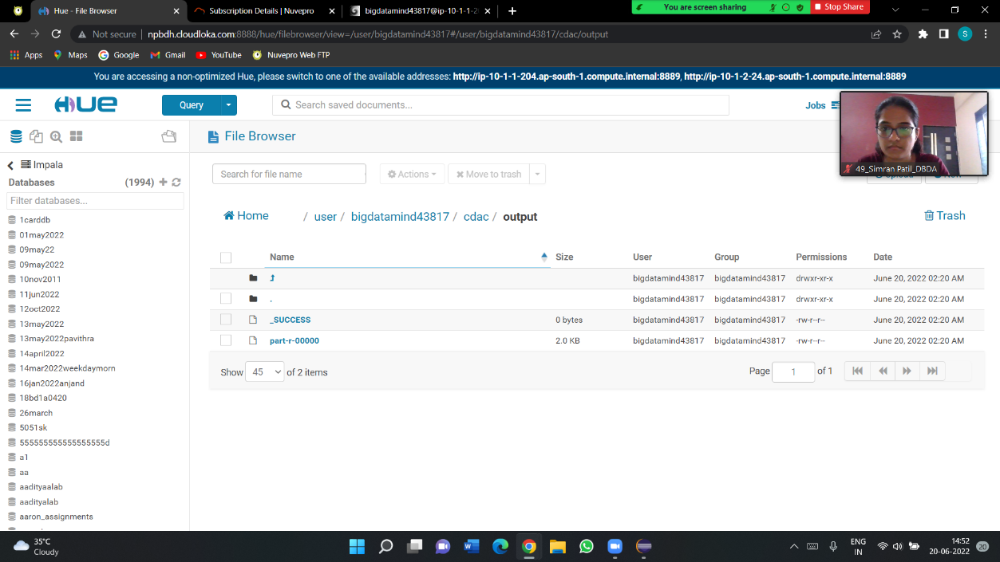 Hue - File Browser
Subscription Details | Nuvepro
bigdatamind43817@ip-10-1-1-2
You are screen sharing
Stop Share
Not secure | npbdh.cloudloka.com:8888/hue/filebrowser/view=/user/bigdatamind43817#/user/bigdatamind43817/cdac/output
S
Apps
Maps
Google
Gmail
YouTube
Nuvepro Web FTP
You are accessing a non-optimized Hue, please switch to one of the available addresses: http://ip-10-1-1-204.ap-south-1.compute.internal:8889, http://ip-10-1-2-24.ap-south-1.compute.internal:8889
HUE
Query
Search saved documents...
Jobs
File Browser
49_Simran Patil_DBDA
Impala
Databases (1994)
Filter databases...
1carddb
01may2022
09may22
09may2022
10nov2011
11jun2022
12oct2022
13may2022
13may2022pavithra
14april2022
14mar2022weekdaymorn
16jan2022anjand
18bd1a0420
26march
5051sk
555555555555555555d
a1
aa
aadityaalab
aadityalab
aaron_assignments
Search for file name
Actions
Move to trash
Home / user / bigdatamind43817 / cdac / output
Trash
Name Size User Group Permissions Date
bigdatamind43817 bigdatamind43817 drwxr-xr-x June 20, 2022 02:20 AM
. bigdatamind43817 bigdatamind43817 drwxr-xr-x June 20, 2022 02:20 AM
_SUCCESS 0 bytes bigdatamind43817 bigdatamind43817 -rw-r--r-- June 20, 2022 02:20 AM
part-r-00000 2.0 KB bigdatamind43817 bigdatamind43817 -rw-r--r-- June 20, 2022 02:20 AM
Show 45 of 2 items
Page 1 of 1
35°C
Cloudy
ENG
IN
14:52
20-06-2022
20